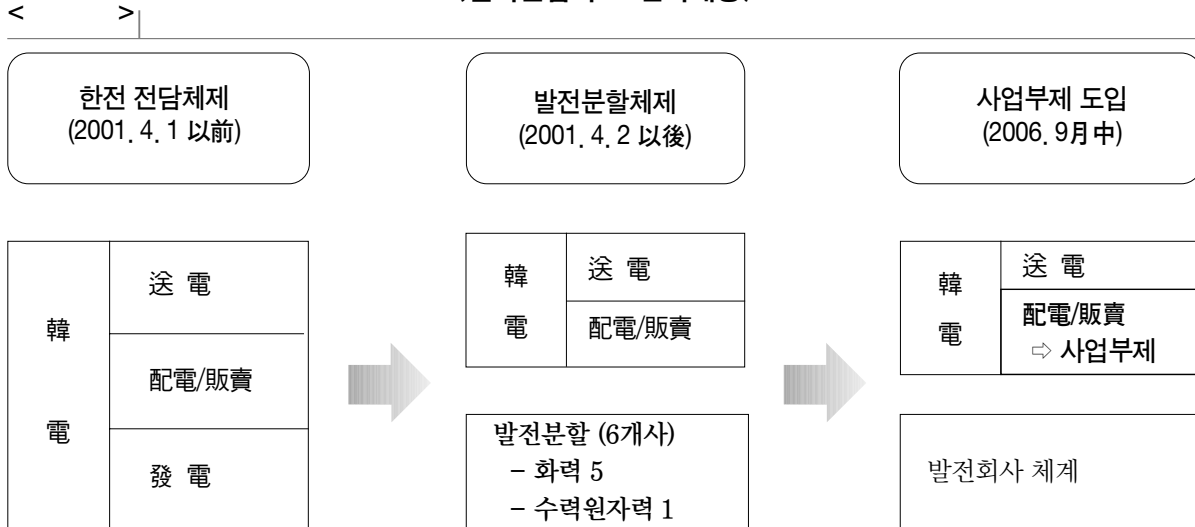 < >
한전 전담체제
(2001. 4. 1 以前)
발전분할체제
(2001. 4. 2 以後)
사업부제 도입
(2006. 9月中)
韓電
送 電
配電/販賣
發 電
韓電
送 電
配電/販賣
발전분할 (6개사)
- 화력 5
- 수력원자력 1
韓電
送 電
配電/販賣
⇨ 사업부제
발전회사 체계